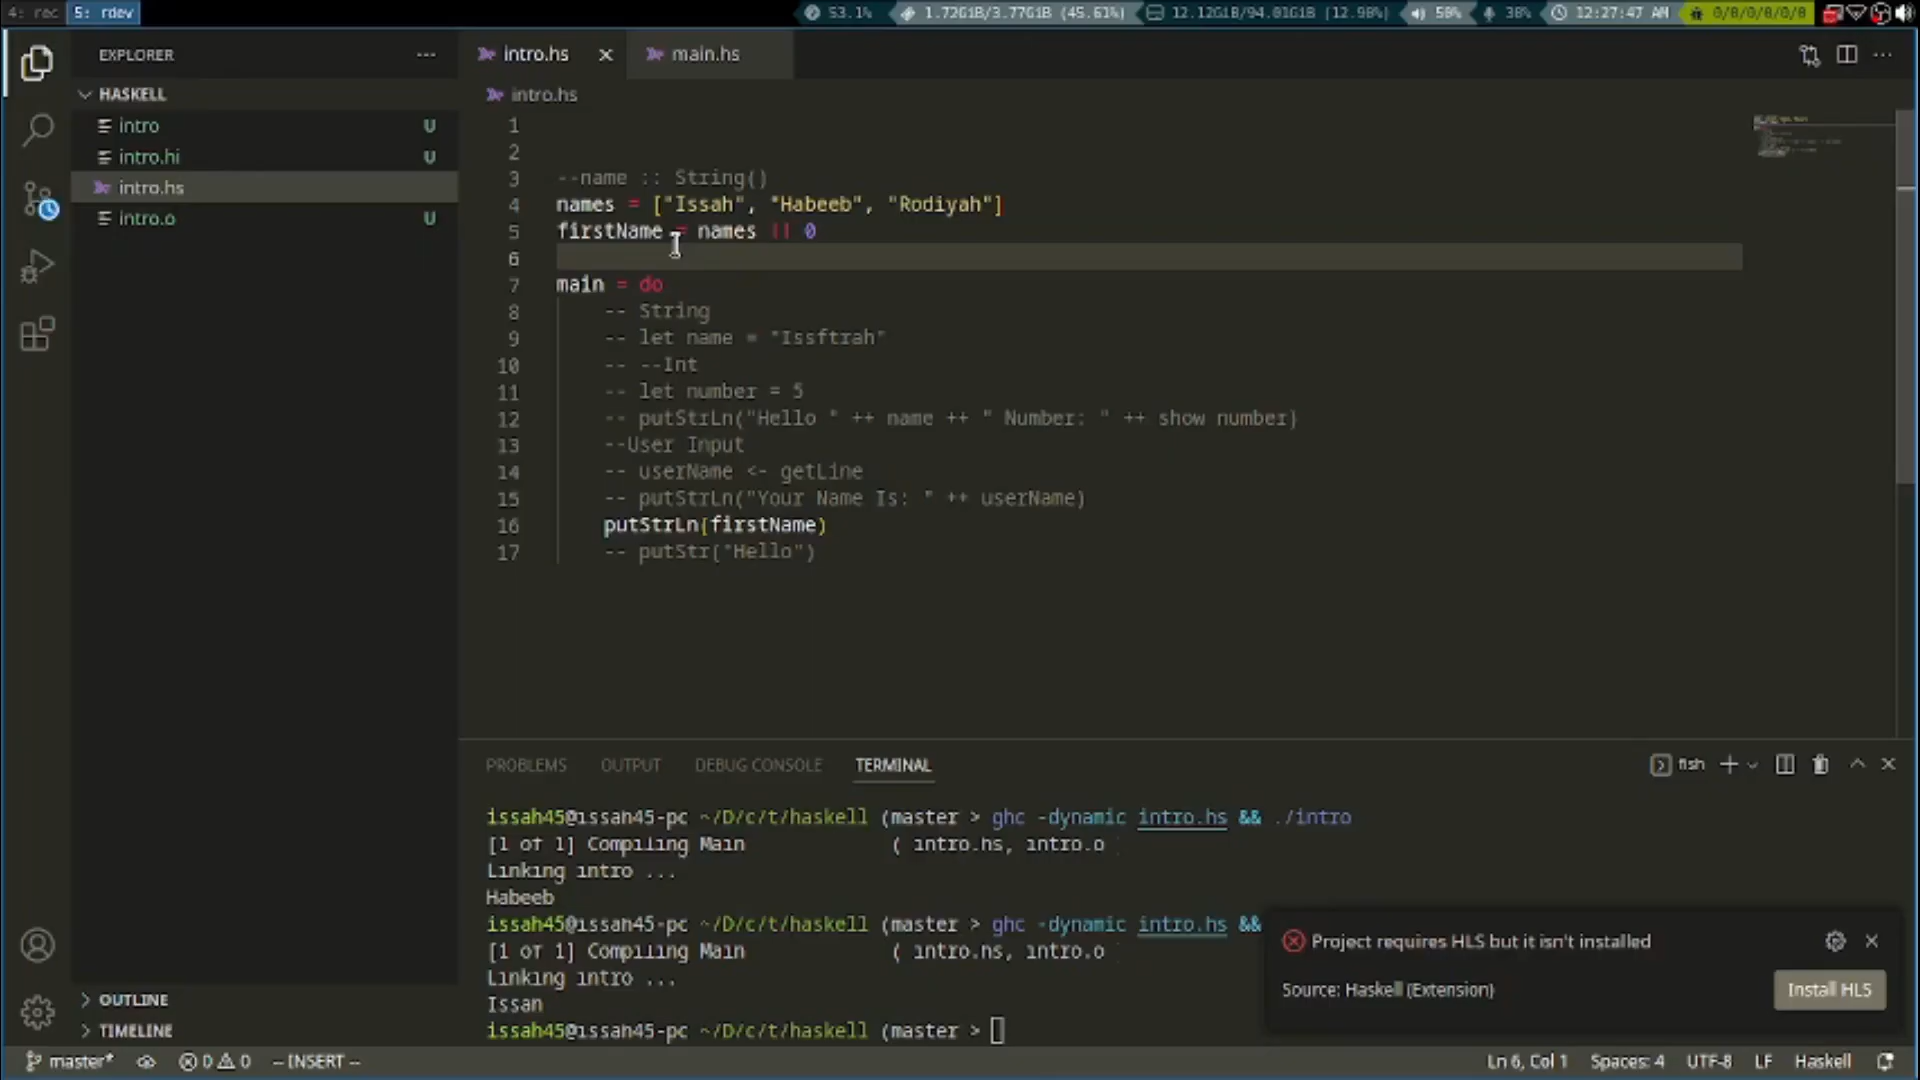 4: rec 5: rdev 53.1% 1.72GiB/3.77GiB (45.61%) 12.12GiB/94.01GiB (12.90%) 50% 30% 12:27:47 AM 0/0/0/0/0
EXPLORER
intro.hs main.hs
HASKELL
intro.hs
intro U
intro.hi U
intro.hs
intro.o U
1
2
3 --name :: String()
4 names = ["Issah", "Habeeb", "Rodiyah"]
5 firstName = names !! 0
6
7 main = do
8 -- String
9 -- let name = "Issftrah"
10 -- --Int
11 -- let number = 5
12 -- putStrLn("Hello " ++ name ++ " Number: " ++ show number)
13 --User Input
14 -- userName <- getLine
15 -- putStrLn("Your Name Is: " ++ userName)
16 putStrLn(firstName)
17 -- putStr("Hello")
PROBLEMS OUTPUT DEBUG CONSOLE TERMINAL
fish
issah45@issah45-pc ~/D/c/t/haskell (master > ghc -dynamic intro.hs && ./intro
[1 of 1] Compiling Main ( intro.hs, intro.o
Linking intro ...
Habeeb
issah45@issah45-pc ~/D/c/t/haskell (master > ghc -dynamic intro.hs &&
[1 of 1] Compiling Main ( intro.hs, intro.o
Linking intro ...
Issah
issah45@issah45-pc ~/D/c/t/haskell (master >
Project requires HLS but it isn't installed
Source: Haskell (Extension)
Install HLS
OUTLINE
TIMELINE
master* 0 0 -- INSERT -- Ln 6, Col 1 Spaces: 4 UTF-8 LF Haskell